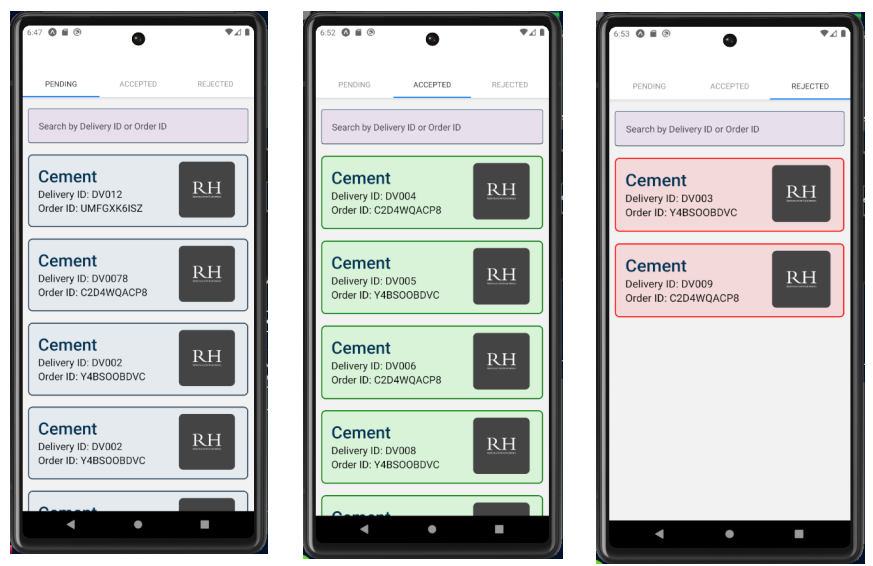 6:47
PENDING ACCEPTED REJECTED
Search by Delivery ID or Order ID
Cement
Delivery ID: DV012
Order ID: UMFGXK6ISZ
RH
Cement
Delivery ID: DV0078
Order ID: C2D4WQACP8
RH
Cement
Delivery ID: DV002
Order ID: Y4BSOOBDVC
RH
Cement
Delivery ID: DV002
Order ID: Y4BSOOBDVC
RH
Cement
6:52
PENDING ACCEPTED REJECTED
Search by Delivery ID or Order ID
Cement
Delivery ID: DV004
Order ID: C2D4WQACP8
RH
Cement
Delivery ID: DV005
Order ID: Y4BSOOBDVC
RH
Cement
Delivery ID: DV006
Order ID: C2D4WQACP8
RH
Cement
Delivery ID: DV008
Order ID: Y4BSOOBDVC
RH
Cement
6:53
PENDING ACCEPTED REJECTED
Search by Delivery ID or Order ID
Cement
Delivery ID: DV003
Order ID: Y4BSOOBDVC
RH
Cement
Delivery ID: DV009
Order ID: C2D4WQACP8
RH